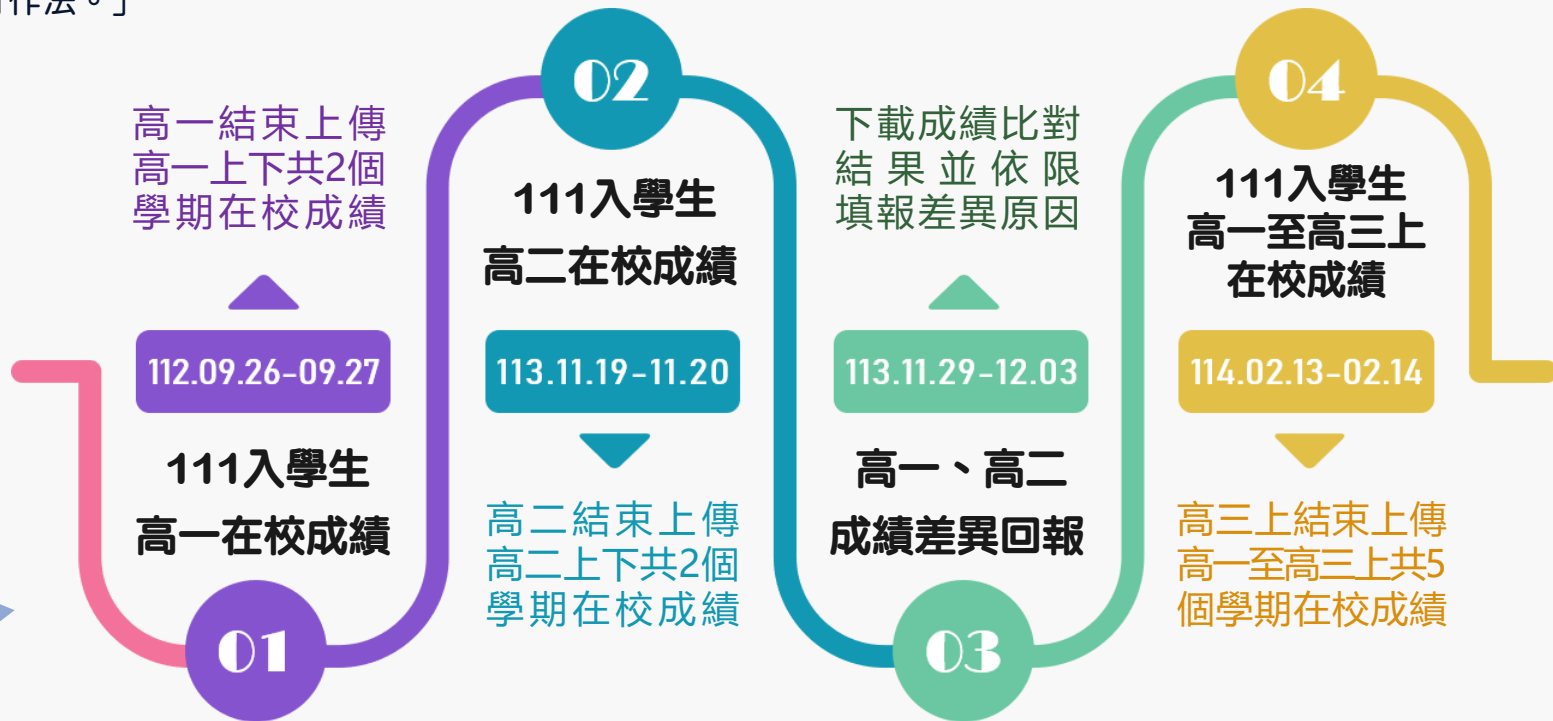 作法。」
01
高一結束上傳
高一上下共2個
學期在校成績
112.09.26-09.27
111入學生
高一在校成績
02
111入學生
高二在校成績
113.11.19-11.20
高二結束上傳
高二上下共2個
學期在校成績
03
下載成績比對
結果並依限
填報差異原因
113.11.29-12.03
高一、高二
成績差異回報
04
111入學生
高一至高三上
在校成績
114.02.13-02.14
高三上結束上傳
高一至高三上共5
個學期在校成績